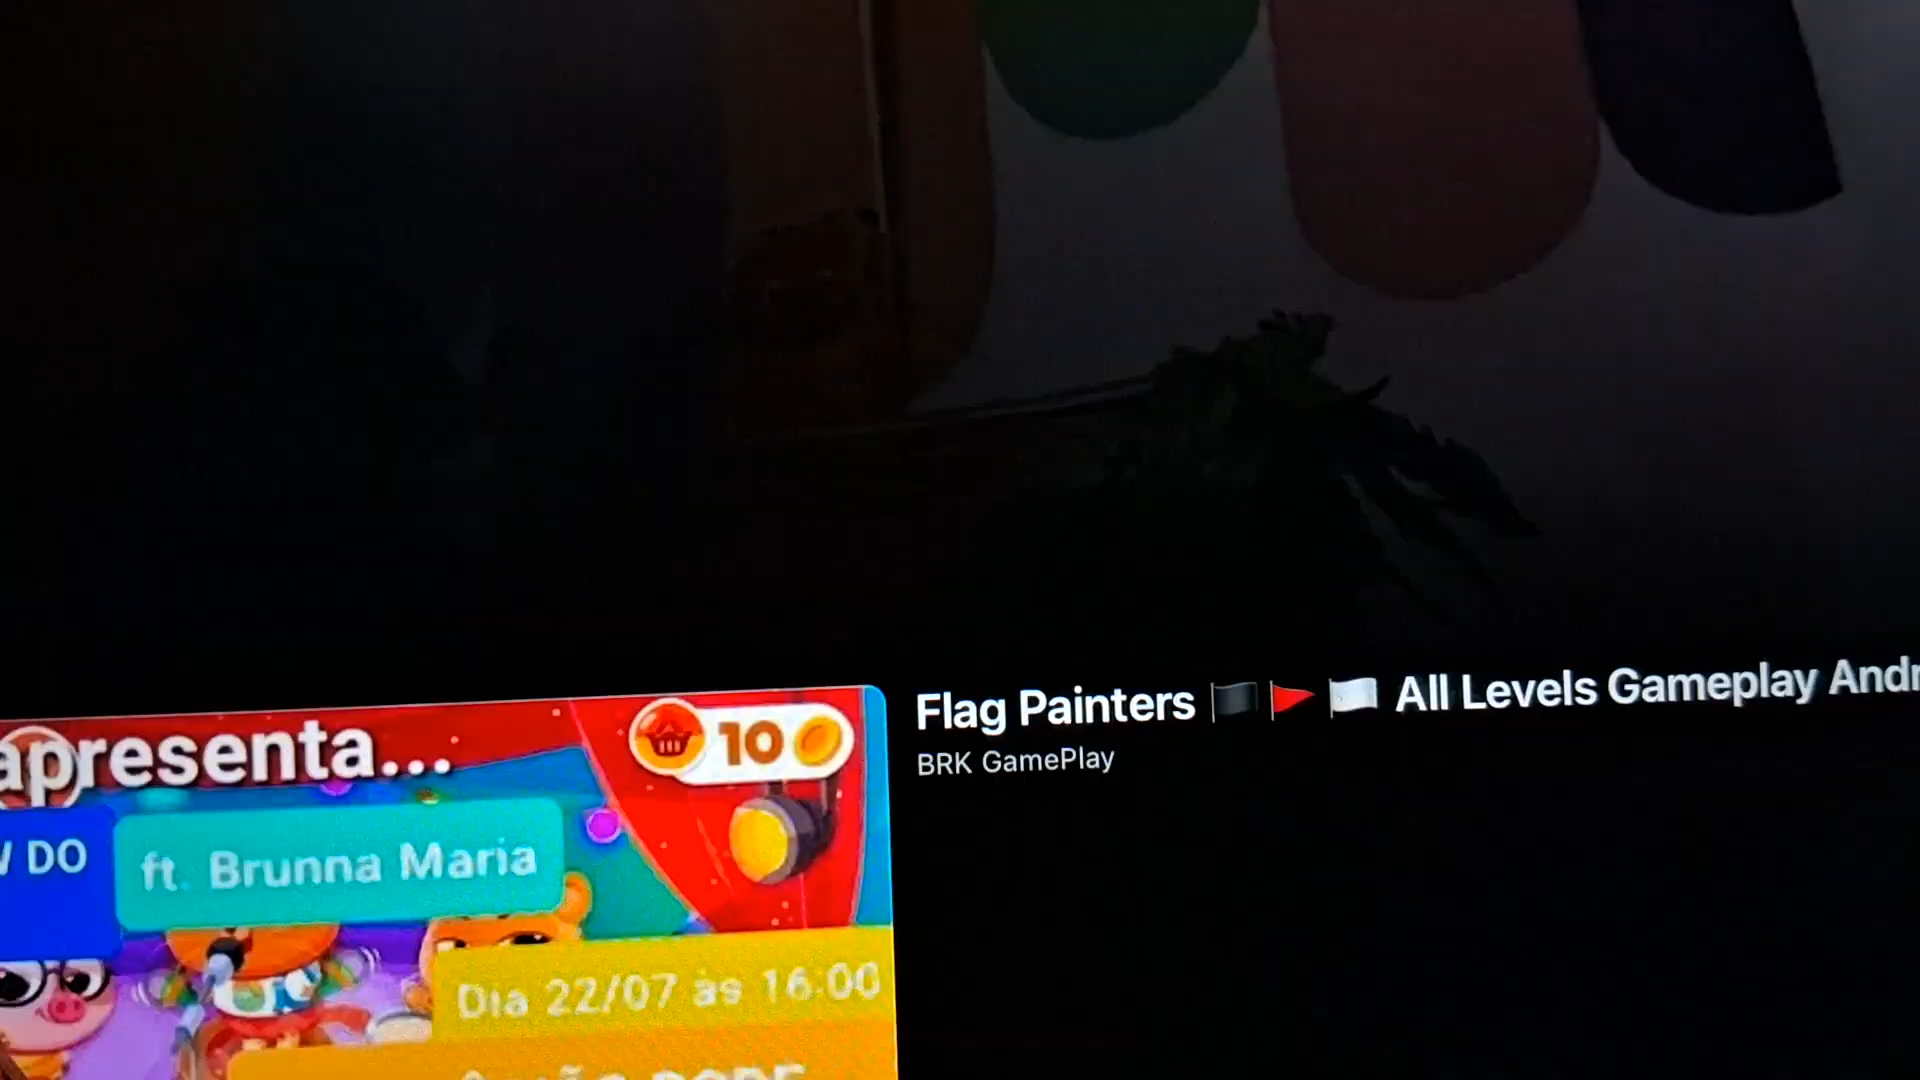 Flag Painters 🏴 🚩 🏳 All Levels Gameplay Andr
BRK GamePlay
apresenta...
10
DO
ft. Brunna Maria
Dia 22/07 às 16:00